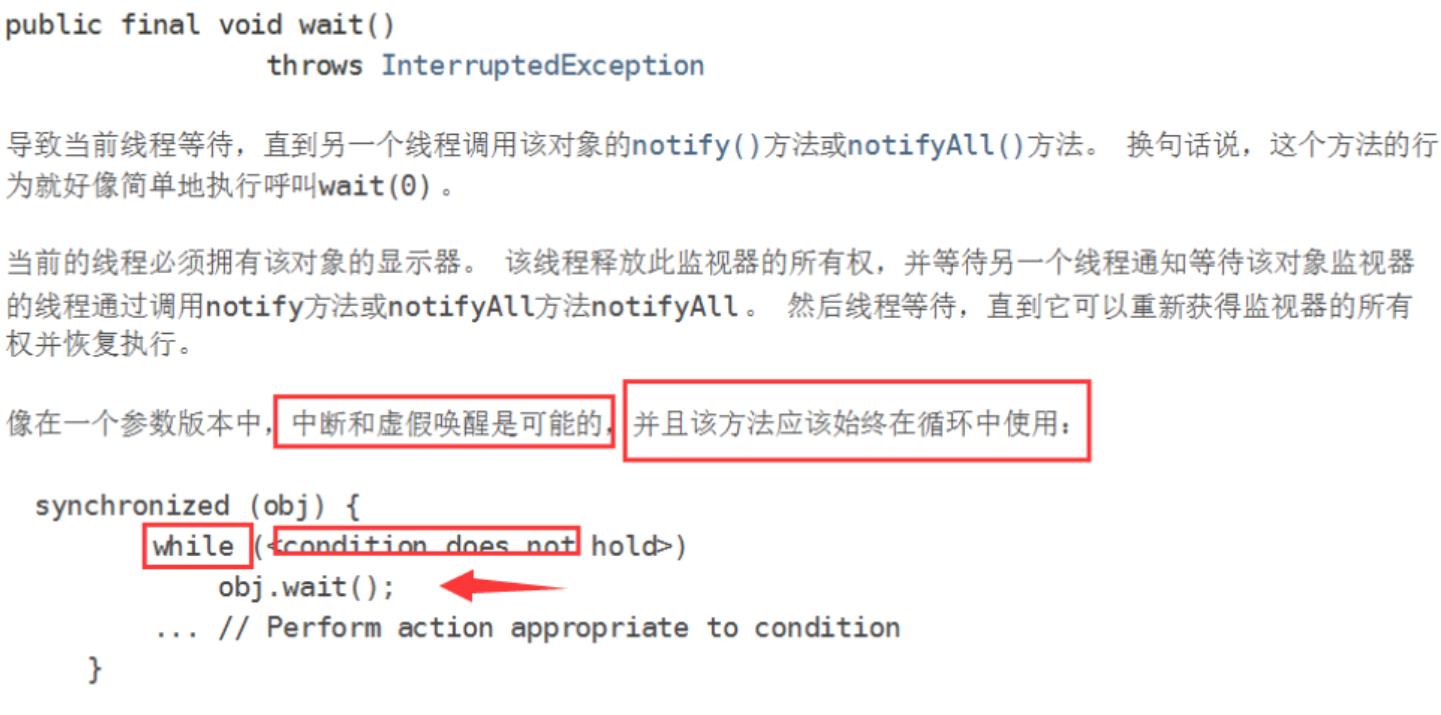 public final void wait()
throws InterruptedException
导致当前线程等待，直到另一个线程调用该对象的notify()方法或notifyAll()方法。 换句话说，这个方法的行
为就好像简单地执行呼叫wait(0) 。
当前的线程必须拥有该对象的显示器。 该线程释放此监视器的所有权，并等待另一个线程通知等待该对象监视器
的线程通过调用notify方法或notifyAll方法notifyAll 。 然后线程等待，直到它可以重新获得监视器的所有
权并恢复执行。
像在一个参数版本中，中断和虚假唤醒是可能的，并且该方法应该始终在循环中使用：
synchronized (obj) {
while (<condition does not hold>)
obj.wait();
... // Perform action appropriate to condition
}